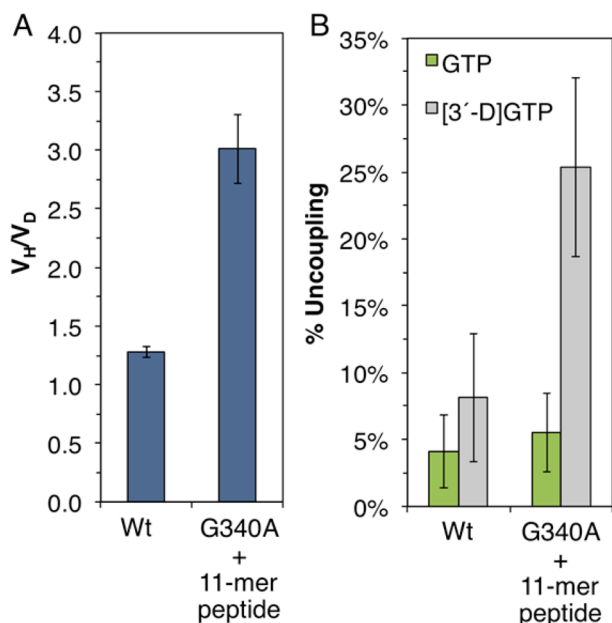 A
4.0
3.5
3.0
2.5
2.0
1.5
1.0
0.5
0.0
V_H/V_D
Wt
G340A
+
11-mer
peptide
B
35%
30%
25%
20%
15%
10%
5%
0%
% Uncoupling
GTP
[3´-D]GTP
Wt
G340A
+
11-mer
peptide